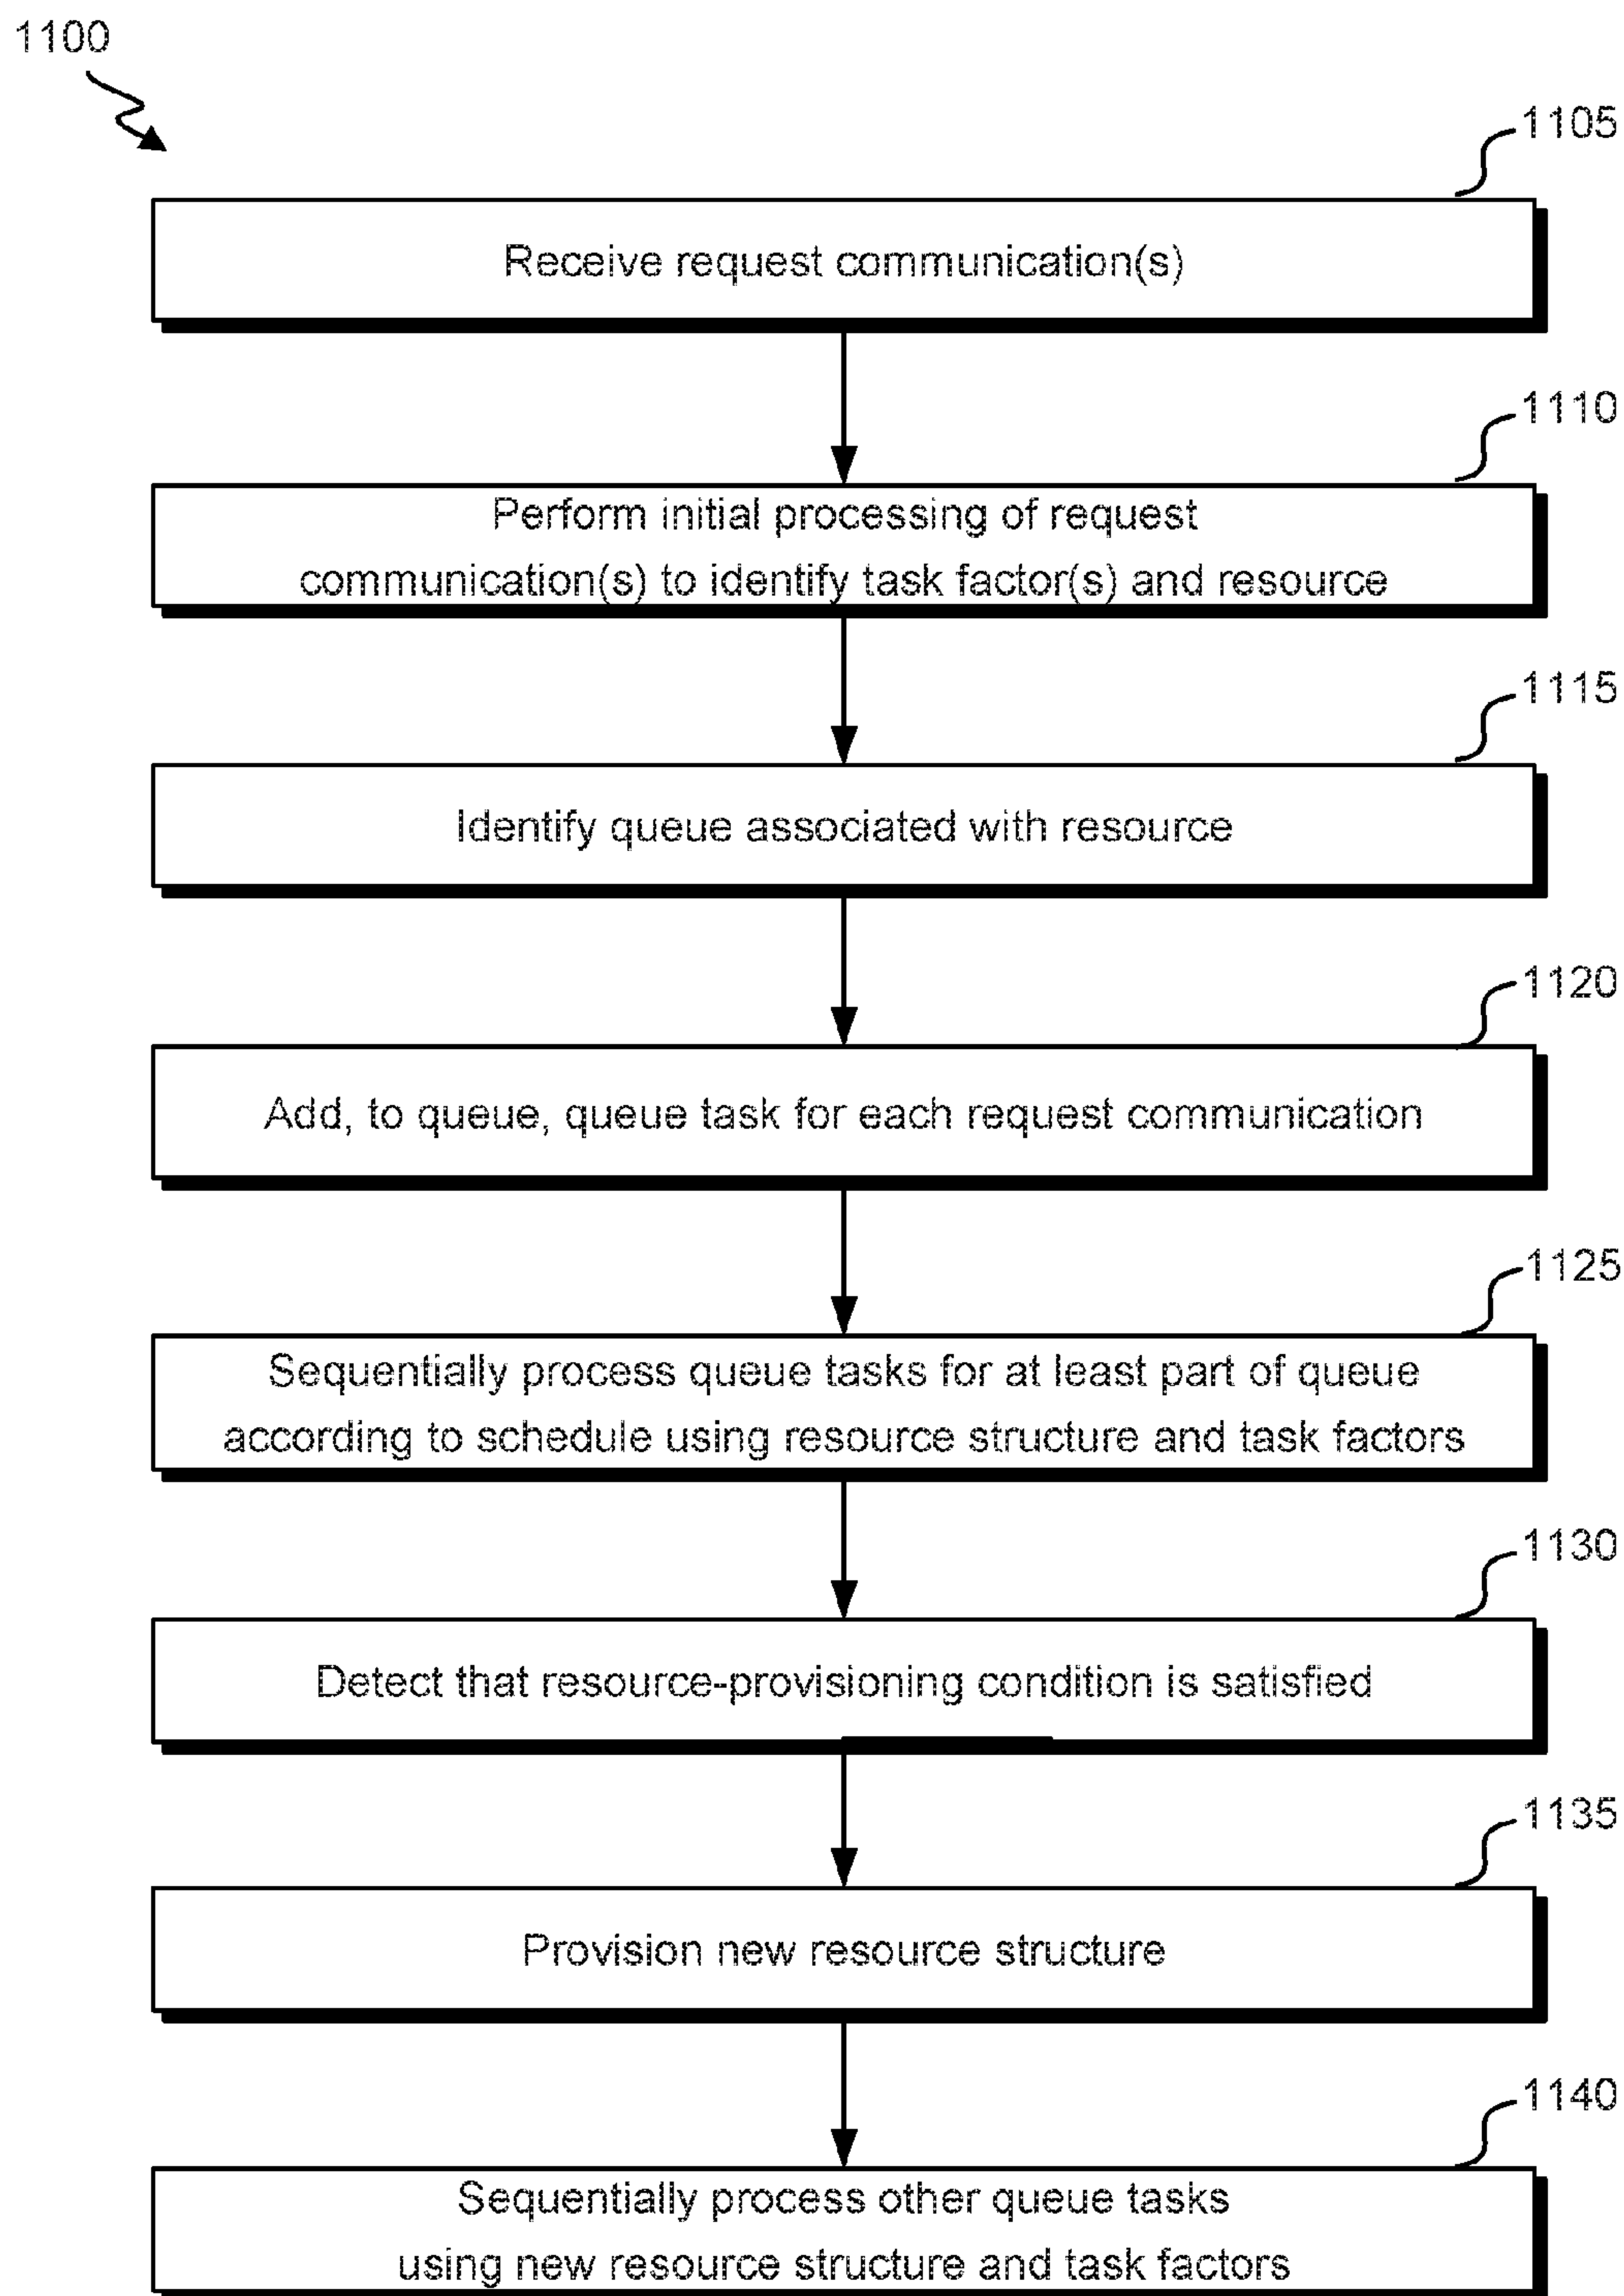 1100
1105
Receive request communication(s)
1110
Perform initial processing of request
communication(s) to identify task factor(s) and resource
1115
Identify queue associated with resource
1120
Add, to queue, queue task for each request communication
1125
Sequentially process queue tasks for at least part of queue
according to schedule using resource structure and task factors
1130
Detect that resource-provisioning condition is satisfied
1135
Provision new resource structure
1140
Sequentially process other queue tasks
using new resource structure and task factors